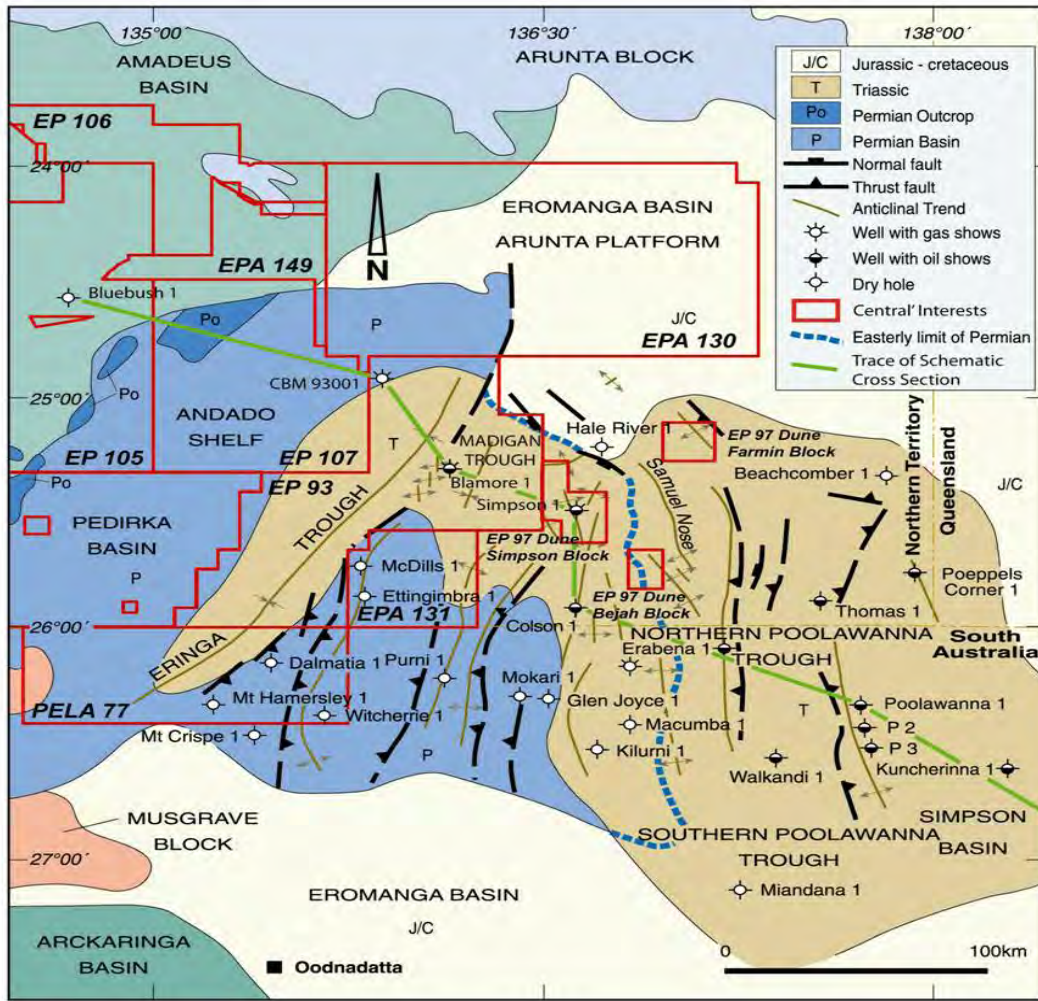 135°00´
136°30´
138°00´
AMADEUS
BASIN
ARUNTA BLOCK
J/C
Jurassic - cretaceous
T
Triassic
Po
Permian Outcrop
P
Permian Basin
Normal fault
Thrust fault
Anticlinal Trend
Well with gas shows
Well with oil shows
Dry hole
Central' Interests
Easterly limit of Permian
Trace of Schematic
Cross Section
EP 106
24°00´
EROMANGA BASIN
ARUNTA PLATFORM
N
EPA 149
Bluebush 1
Po
P
J/C
EPA 130
CBM 93001
Po
Po
25°00´
ANDADO
SHELF
T
MADIGAN
TROUGH
Hale River 1
EP 97 Dune
Farmin Block
Beachcomber 1
Northern Territory
Queensland
J/C
EP 105
EP 107
EP 93
Po
Blamore 1
Simpson 1
Samuel Nose
TROUGH
PEDIRKA
BASIN
P
EP 97 Dune
Simpson Block
McDills 1
Ettingimbra 1
EP 97 Dune
Bejah Block
Poeppels
Corner 1
Thomas 1
EPA 131
26°00´
Colson 1
NORTHERN POOLAWANNA
TROUGH
South
Australia
ERINGA
Erabena 1
Dalmatia 1
Purni 1
Mokari 1
Glen Joyce 1
Poolawanna 1
T
PELA 77
Mt Hamersley 1
Witcherrie 1
Macumba 1
P 2
P 3
Mt Crispe 1
P
Kilurni 1
Walkandi 1
Kuncherinna 1
MUSGRAVE
BLOCK
SIMPSON
BASIN
SOUTHERN POOLAWANNA
TROUGH
27°00´
Miandana 1
EROMANGA BASIN
J/C
ARCKARINGA
BASIN
Oodnadatta
0
100km